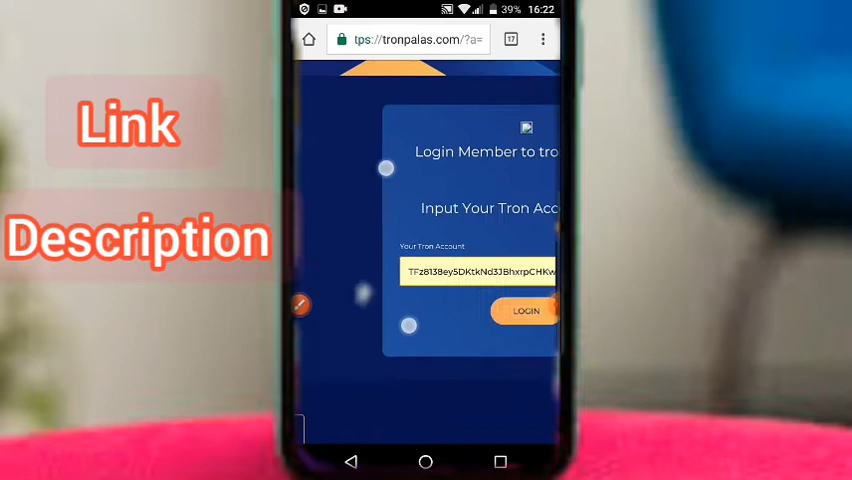 39% 16:22
tps://tronpalas.com/?a=
17
Link
Description
Login Member to tro
Input Your Tron Acc
Your Tron Account
TFz8138ey5DKtkNd3JBhxrpCHKw
LOGIN